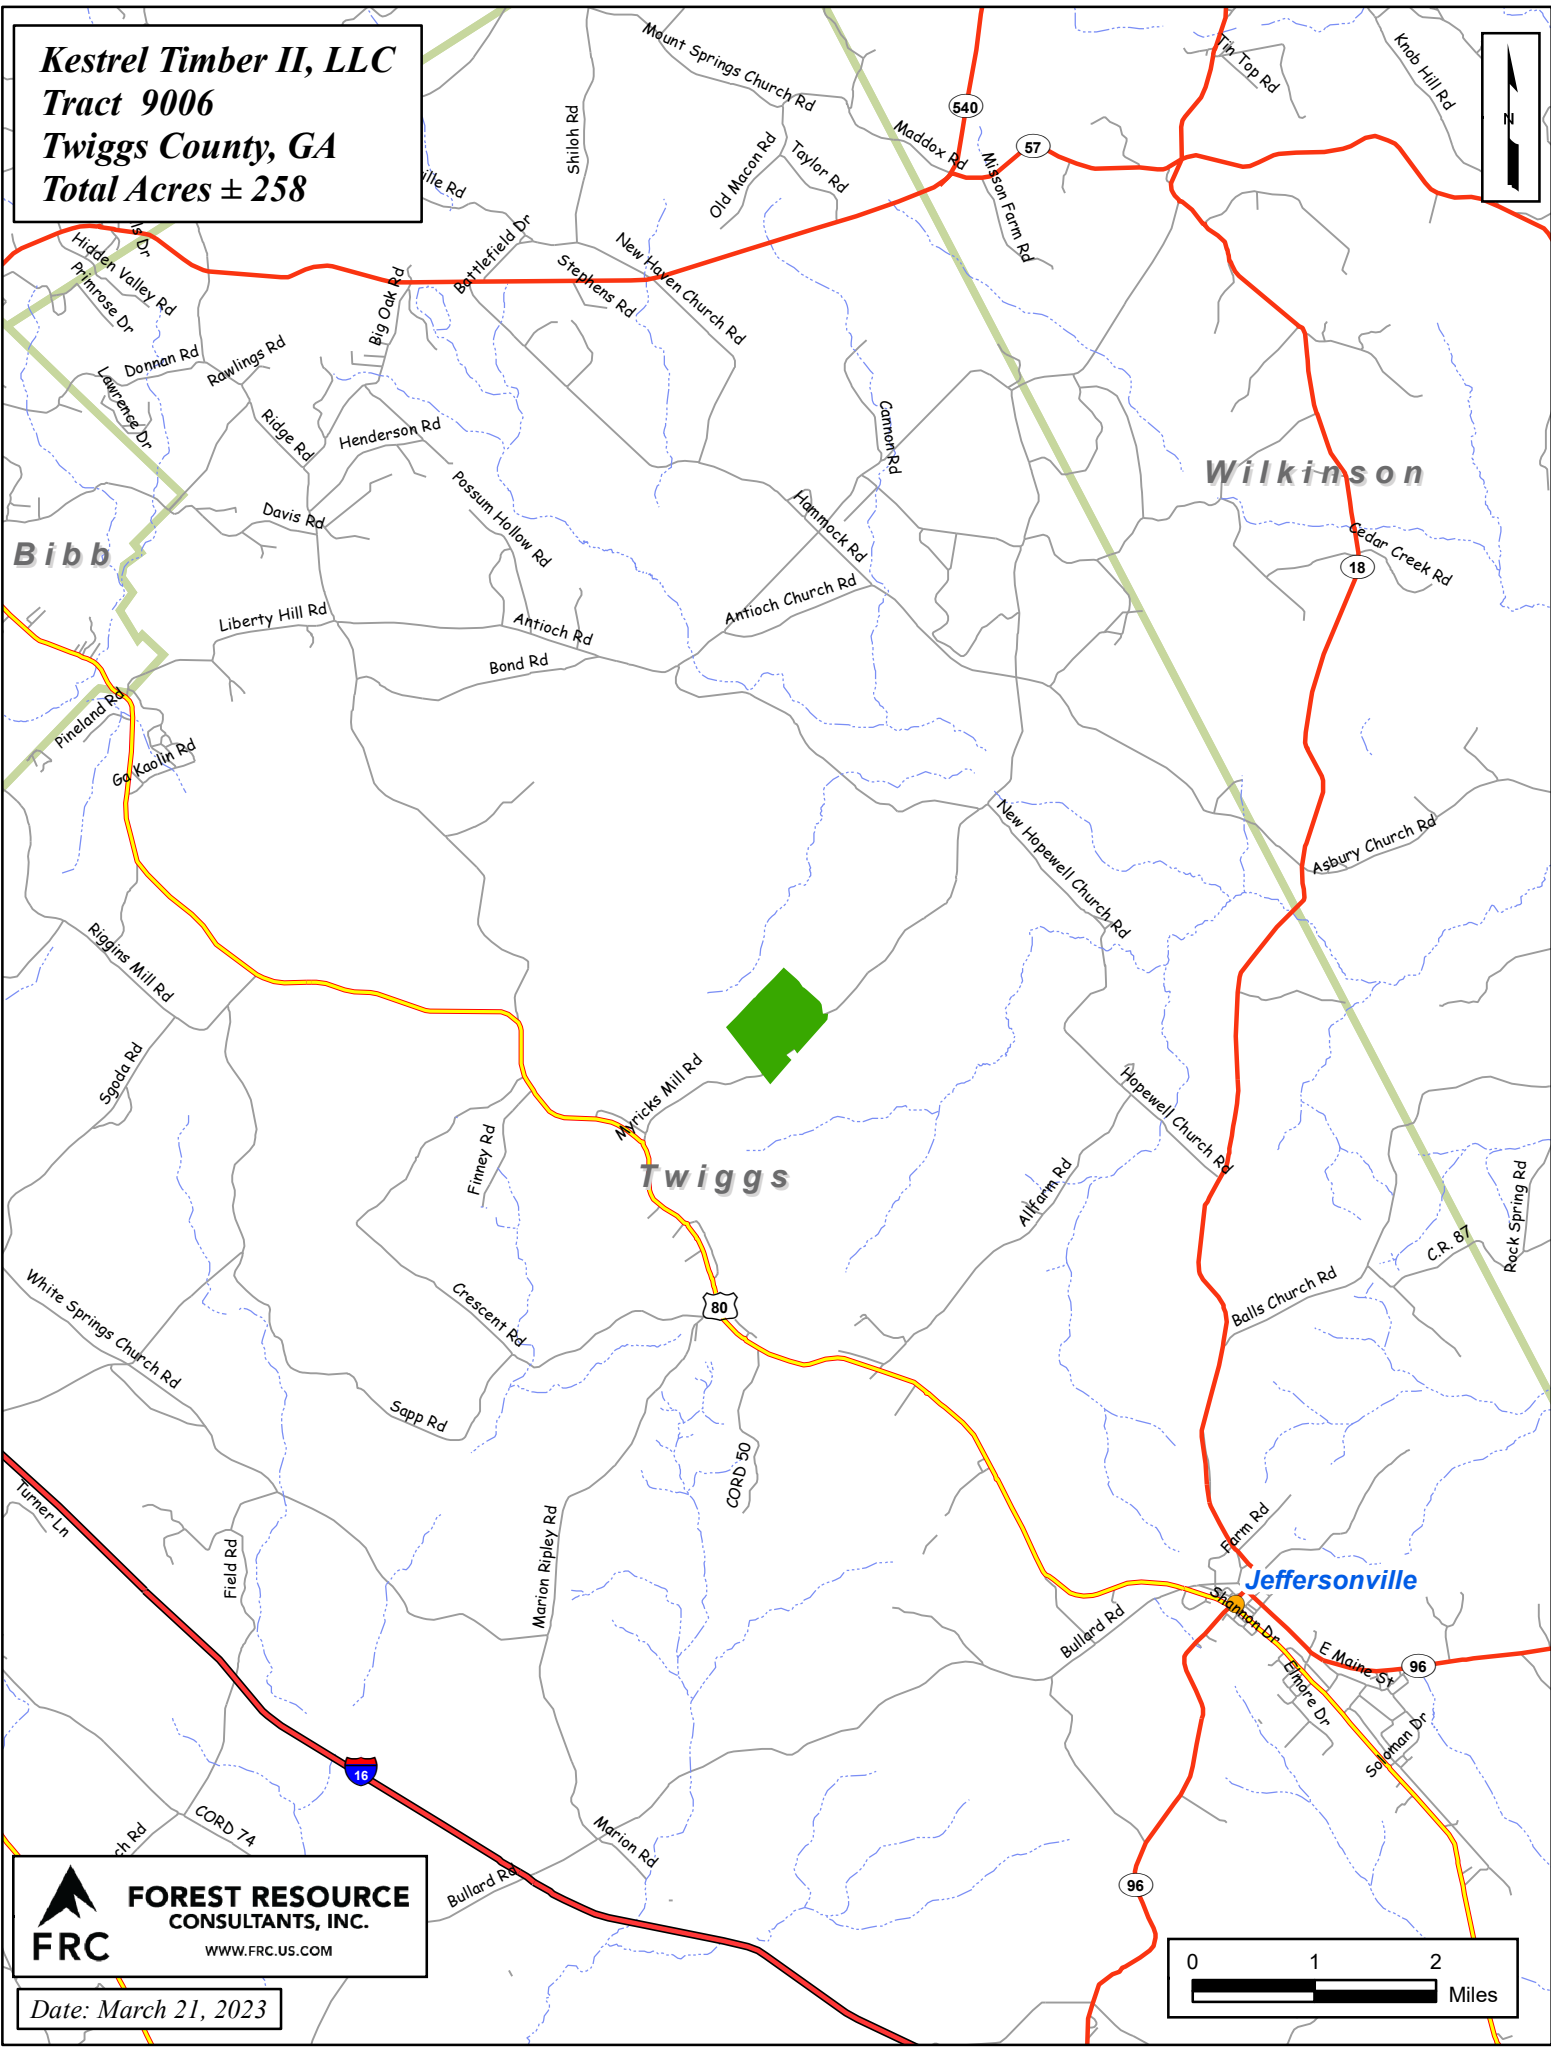 Kestrel Timber II, LLC
Tract 9006
Twiggs County, GA
Total Acres ± 258
Mount Springs Church Rd
Tin Top Rd
Knob Hill Rd
N
Shiloh Rd
540
Maddox Rd
57
Old Macon Rd
Taylor Rd
Misson Farm Rd
ille Rd
ls Dr
Hidden Valley Rd
Primrose Dr
Battlefield Dr
New Haven Church Rd
Stephens Rd
Big Oak Rd
Donnan Rd
Rawlings Rd
Lawrence Dr
Ridge Rd
Henderson Rd
Cannon Rd
Wilkinson
Possum Hollow Rd
Hammock Rd
Davis Rd
Bibb
Cedar Creek Rd
18
Antioch Church Rd
Liberty Hill Rd
Antioch Rd
Bond Rd
Pineland Rd
Ga Kaolin Rd
New Hopewell Church Rd
Asbury Church Rd
Riggins Mill Rd
Sgoda Rd
Myricks Mill Rd
Hopewell Church Rd
Finney Rd
Twiggs
Allfarm Rd
Rock Spring Rd
C.R. 87
White Springs Church Rd
Crescent Rd
80
Balls Church Rd
Sapp Rd
CORD 50
Turner Ln
Field Rd
Marion Ripley Rd
Farm Rd
Jeffersonville
Shannon Dr
Bullard Rd
E Maine St
96
Elmore Dr
Soloman Dr
16
CORD 74
ch Rd
Marion Rd
Bullard Rd
96
FRC
FOREST RESOURCE
CONSULTANTS, INC.
WWW.FRC.US.COM
Date: March 21, 2023
0 1 2
Miles